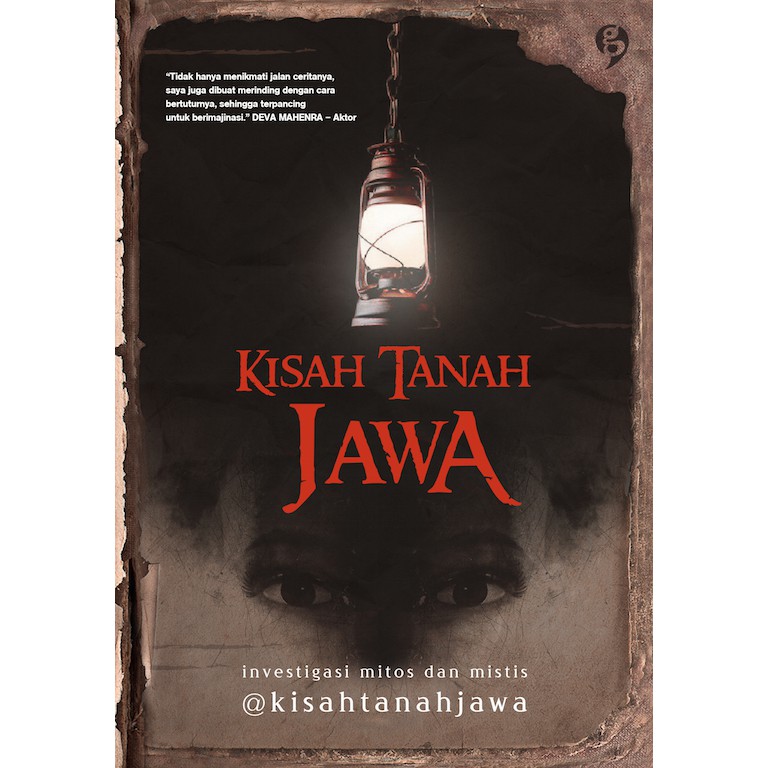 “Tidak hanya menikmati jalan ceritanya,
saya juga dibuat merinding dengan cara
bertuturnya, sehingga terpancing
untuk berimajinasi.” DEVA MAHENRA – Aktor
KISAH TANAH
JAWA
investigasi mitos dan mistis
@kisahtanahjawa